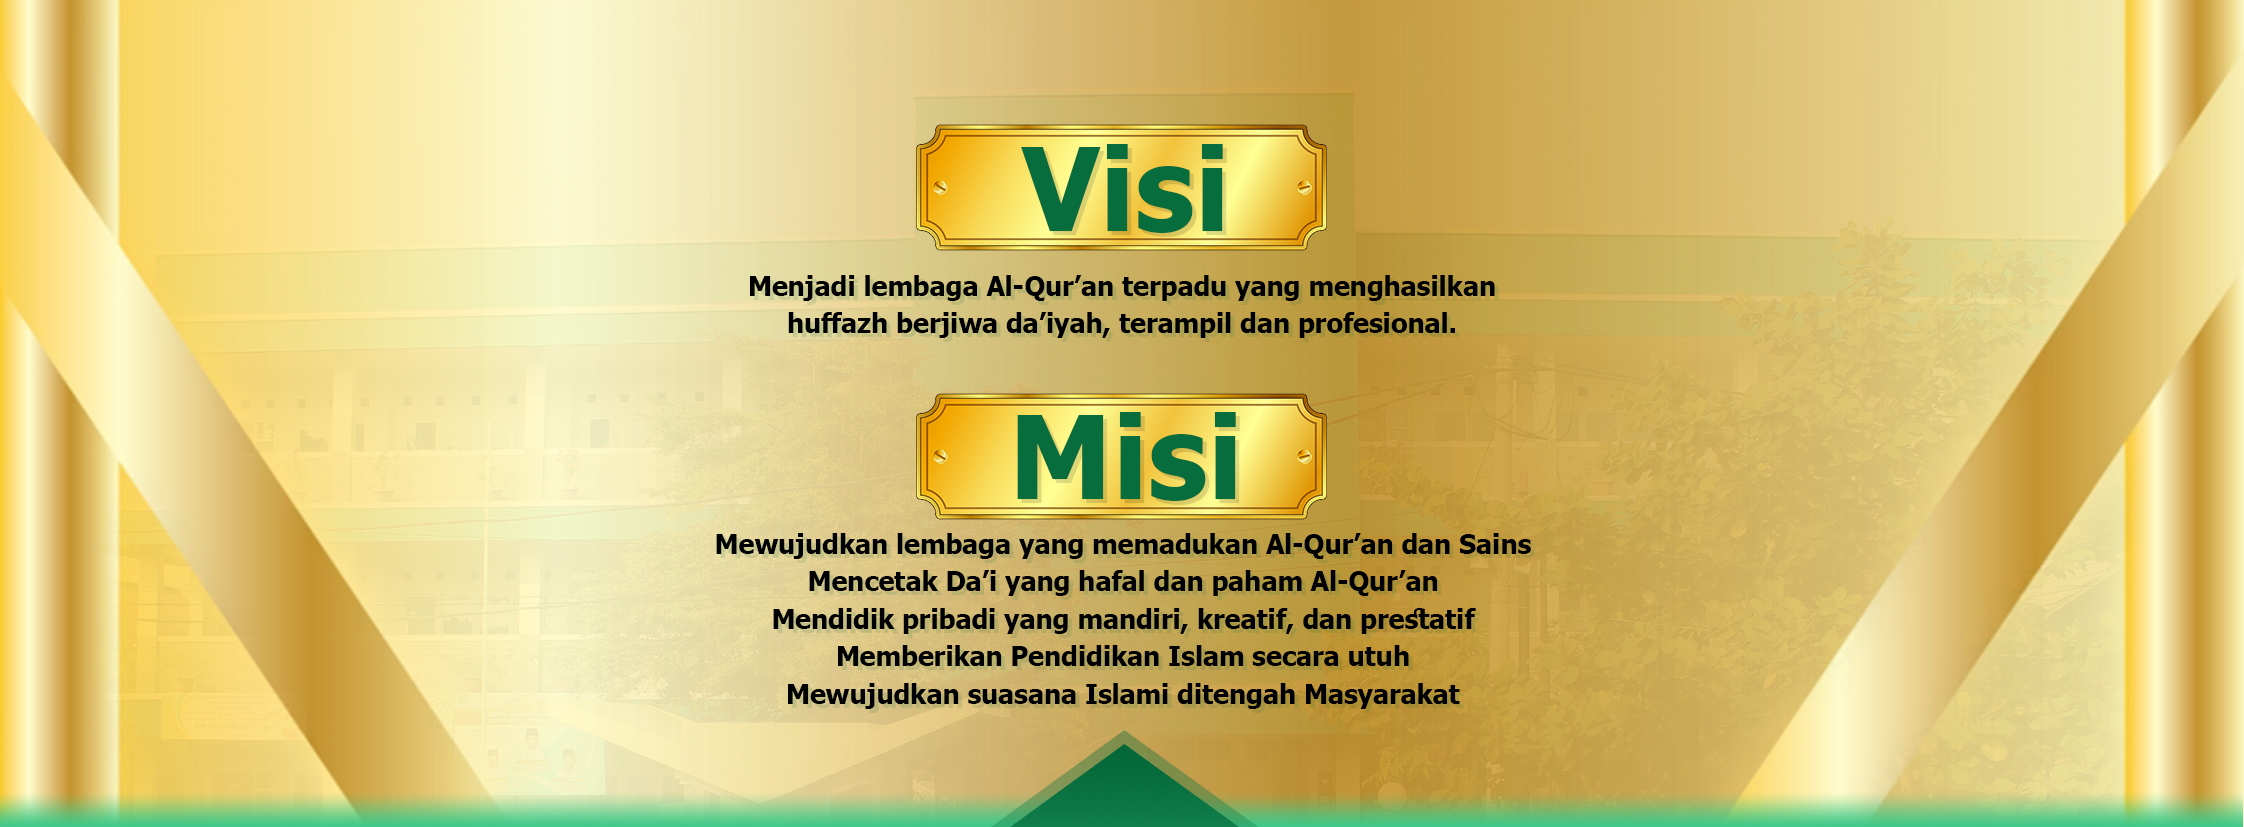 Visi
Menjadi lembaga Al-Qur’an terpadu yang menghasilkan
huffazh berjiwa da’iyah, terampil dan profesional.
Misi
Mewujudkan lembaga yang memadukan Al-Qur’an dan Sains
Mencetak Da’i yang hafal dan paham Al-Qur’an
Mendidik pribadi yang mandiri, kreatif, dan prestatif
Memberikan Pendidikan Islam secara utuh
Mewujudkan suasana Islami ditengah Masyarakat